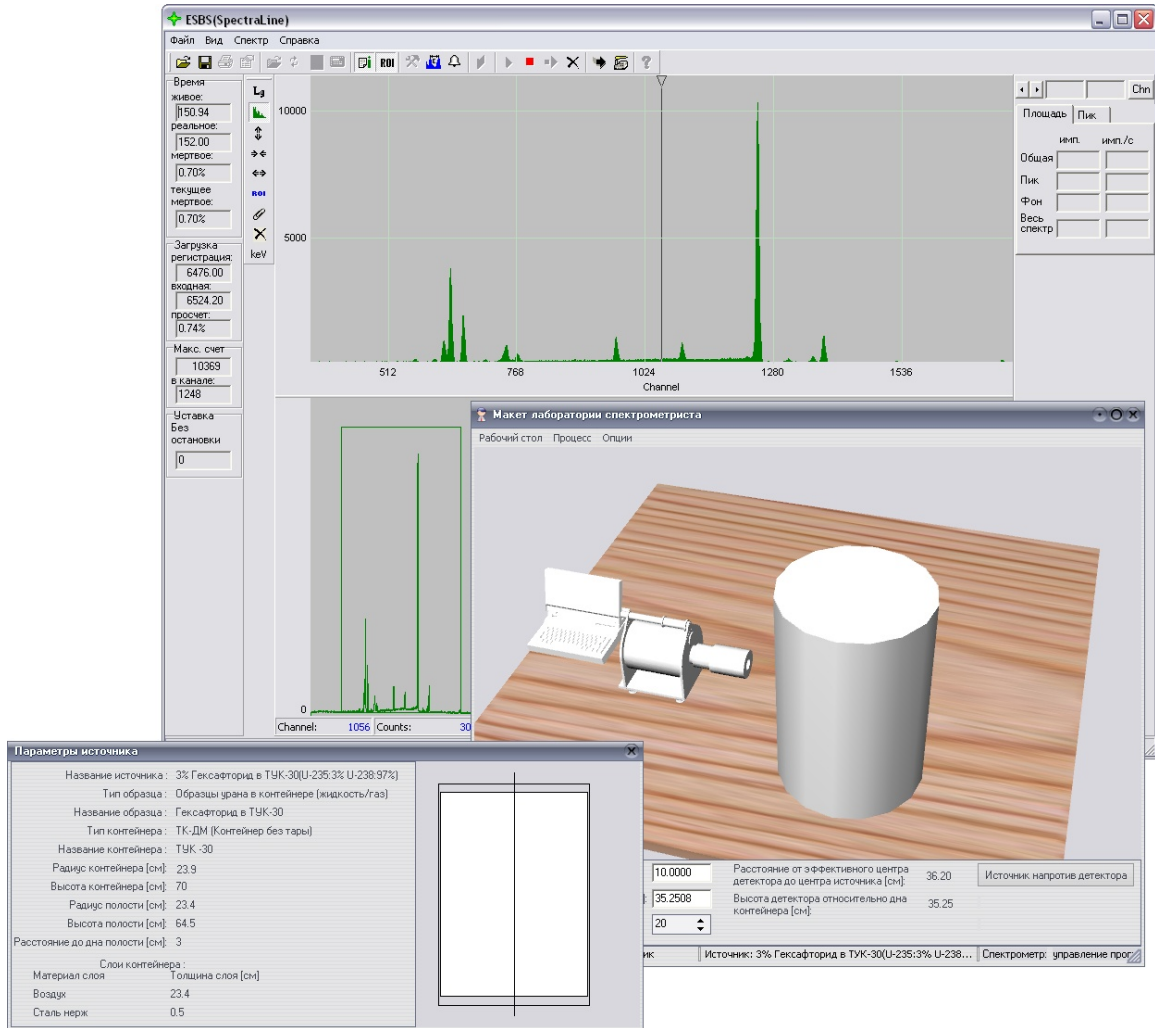 ESBS(SpectraLine)
Файл Вид Спектр Справка
ROI
Время
живое:
150.94
реальное:
152.00
мертвое:
0.70%
текущее
мертвое:
0.70%
Загрузка
регистрация:
6476.00
входная:
6524.20
просчет:
0.74%
Макс. счет
10369
в канале:
1248
Уставка
Без
остановки
0
Lg
ROI
keV
10000
5000
512 768 1024 1280 1536
Channel
Chn
Площадь Пик
имп. имп./с
Общая
Пик
Фон
Весь
спектр
0
Channel: 1056 Counts: 30
Макет лаборатории спектрометриста
Рабочий стол Процесс Опции
10.0000
35.2508
20
Расстояние от эффективного центра
детектора до центра источника [см]: 36.20
Высота детектора относительно дна
контейнера [см]: 35.25
Источник напротив детектора
ик Источник: 3% Гексафторид в ТУК-30(U-235:3% U-238... Спектрометр: управление прог
Параметры источника
Название источника : 3% Гексафторид в ТУК-30(U-235:3% U-238:97%)
Тип образца : Образцы урана в контейнере (жидкость/газ)
Название образца : Гексафторид в ТУК-30
Тип контейнера : ТК-ДМ (Контейнер без тары)
Название контейнера : ТУК -30
Радиус контейнера [см]: 23.9
Высота контейнера [см]: 70
Радиус полости [см]: 23.4
Высота полости [см]: 64.5
Расстояние до дна полости [см]: 3
Слои контейнера :
Материал слоя Толщина слоя [см]
Воздух 23.4
Сталь нерж 0.5